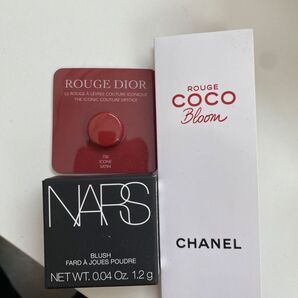 ROUGE DIOR
LE ROUGE À LÈVRES COUTURE ICONIQUE
THE ICONIC COUTURE LIPSTICK
ICONE
SATIN
NARS
BLUSH
FARD À JOUES POUDRE
NET WT. 0.04 Oz. 1.2 g
ROUGE
COCO
Bloom
CHANEL